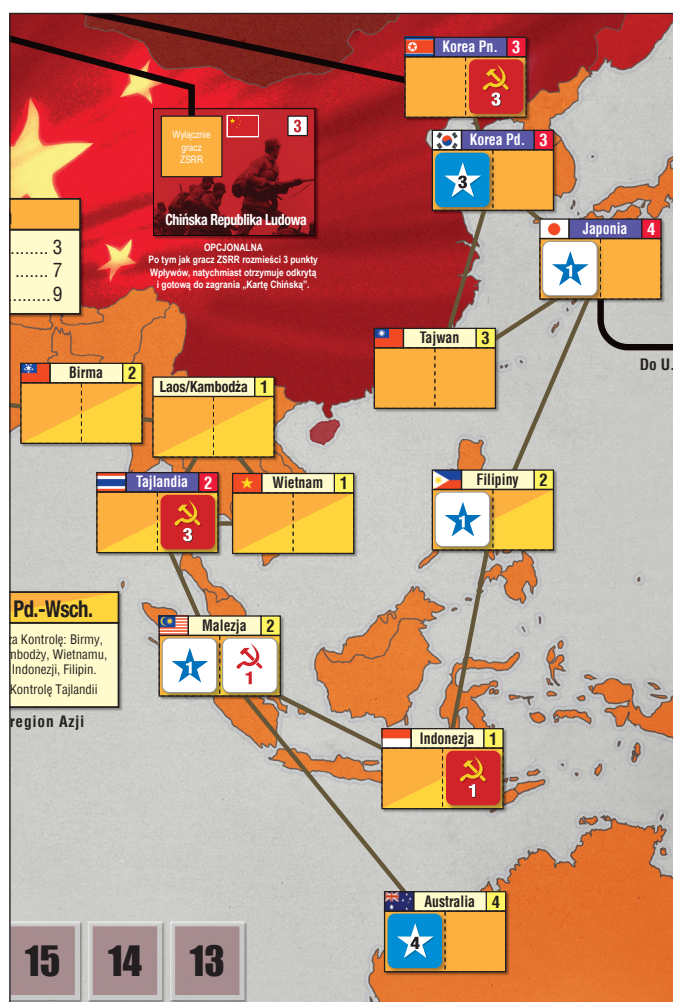 Korea Pn. 3
3
Wyłącznie
gracz
ZSRR
3
Chińska Republika Ludowa
OPCJONALNA
Po tym jak gracz ZSRR rozmieści 3 punkty
Wpływów, natychmiast otrzymuje odkrytą
i gotową do zagrania „Kartę Chińską”.
Korea Pd. 3
3
Japonia 4
1
......... 3
...... 7
......... 9
Tajwan 3
Do U.
Birma 2
Laos/Kambodża 1
Tajlandia 2
3
Wietnam 1
Filipiny 2
1
Pd.-Wsch.
za Kontrolę: Birmy,
mbodży, Wietnamu,
Indonezji, Filipin.
Kontrolę Tajlandii
region Azji
Malezja 2
1 1
Indonezja 1
1
Australia 4
4
15 14 13